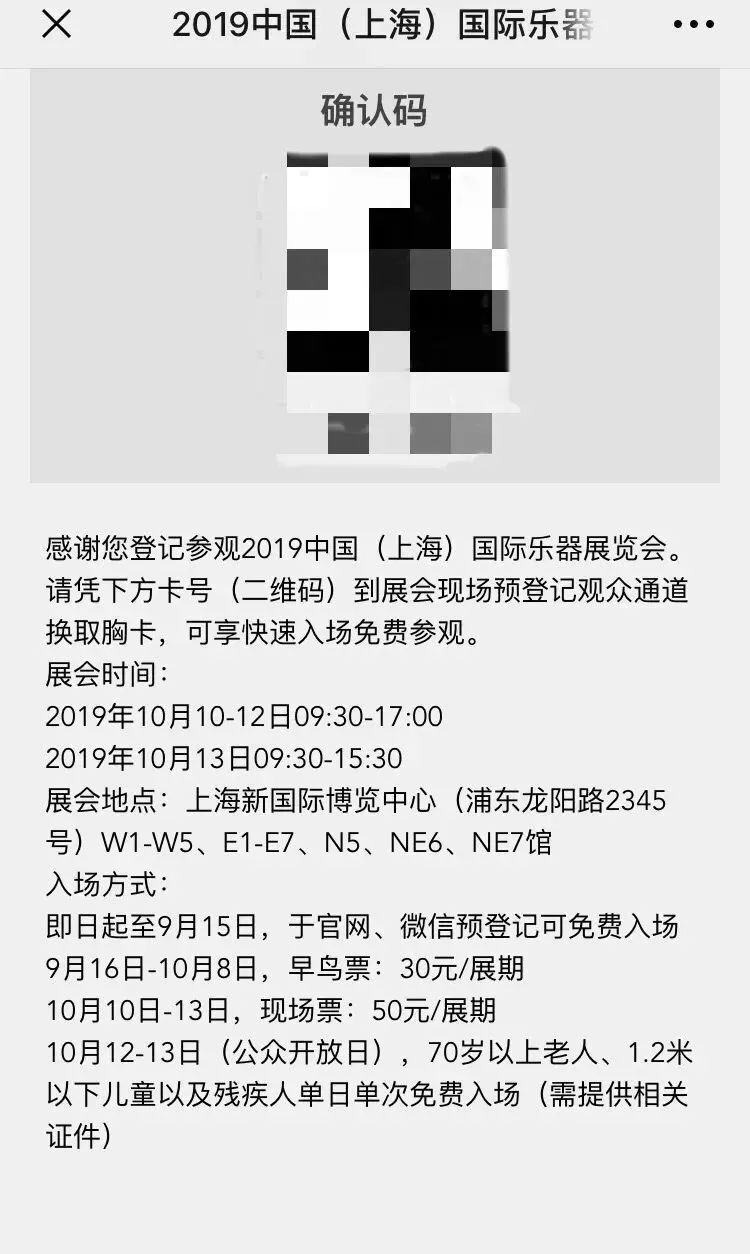 2019中国（上海）国际乐器
确认码
感谢您登记参观2019中国（上海）国际乐器展览会。
请凭下方卡号（二维码）到展会现场预登记观众通道
换取胸卡，可享快速入场免费参观。
展会时间：
2019年10月10-12日09:30-17:00
2019年10月13日09:30-15:30
展会地点：上海新国际博览中心（浦东龙阳路2345
号）W1-W5、E1-E7、N5、NE6、NE7馆
入场方式：
即日起至9月15日，于官网、微信预登记可免费入场
9月16日-10月8日，早鸟票：30元/展期
10月10日-13日，现场票：50元/展期
10月12-13日（公众开放日），70岁以上老人、1.2米
以下儿童以及残疾人单日单次免费入场（需提供相关
证件）